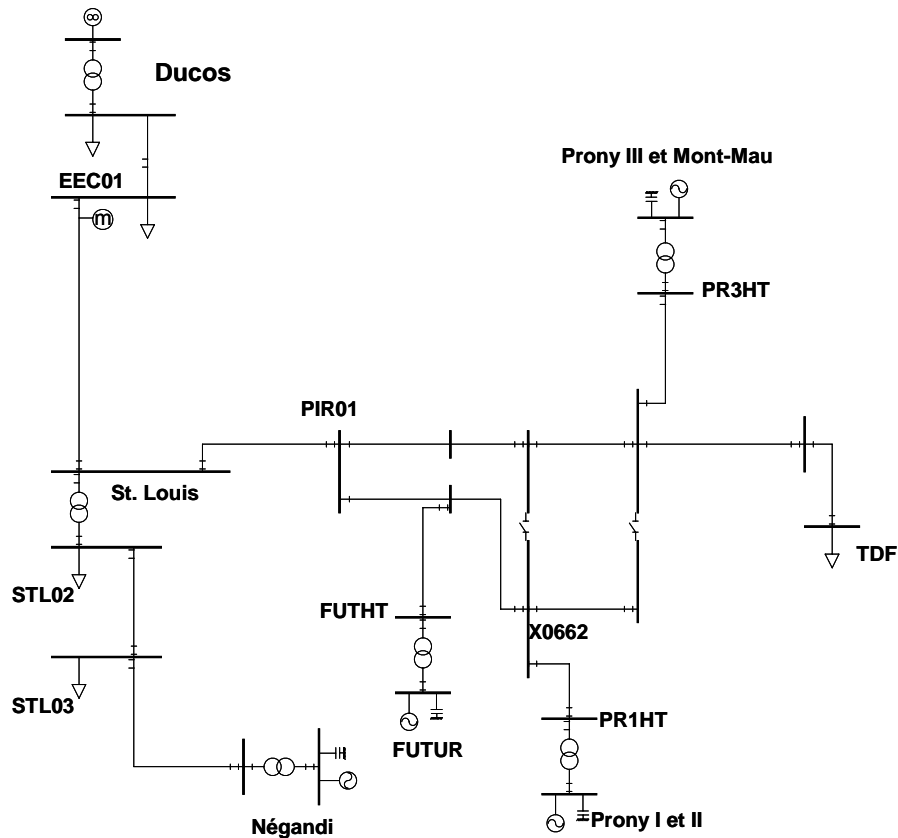 Ducos
Prony III et Mont-Mau
EEC01
m
PR3HT
PIR01
St. Louis
TDF
STL02
FUTHT
X0662
STL03
PR1HT
FUTUR
Prony I et II
Négandi